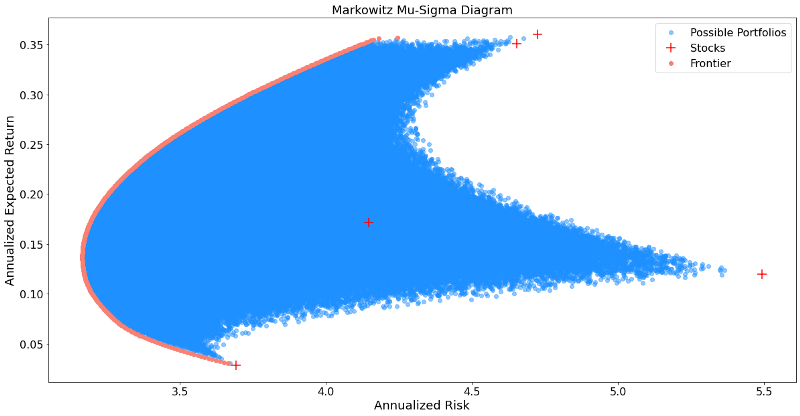 Markowitz Mu-Sigma Diagram
Annualized Expected Return
0.35
0.30
0.25
0.20
0.15
0.10
0.05
Possible Portfolios
Stocks
Frontier
3.5 4.0 4.5 5.0 5.5
Annualized Risk